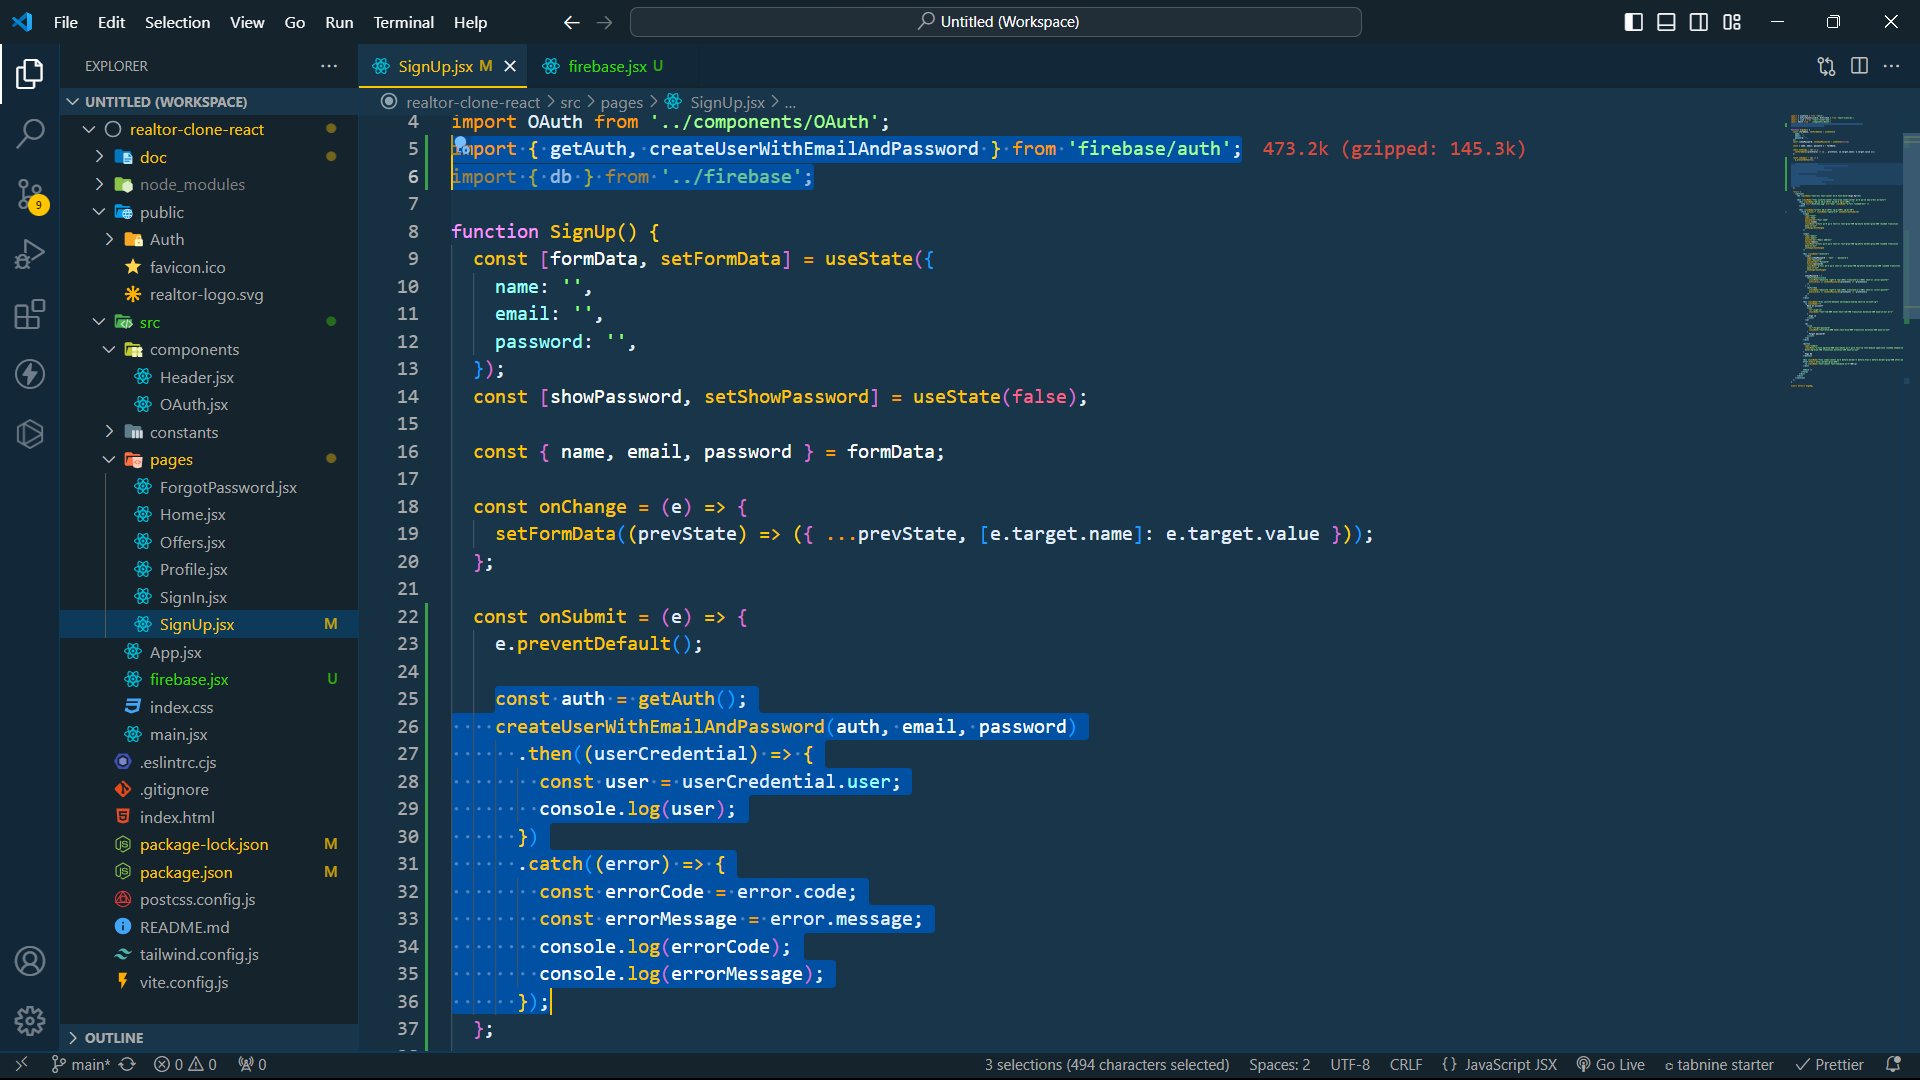 File Edit Selection View Go Run Terminal Help
Untitled (Workspace)
EXPLORER
UNTITLED (WORKSPACE)
realtor-clone-react
doc
node_modules
public
Auth
favicon.ico
realtor-logo.svg
src
components
Header.jsx
OAuth.jsx
constants
pages
ForgotPassword.jsx
Home.jsx
Offers.jsx
Profile.jsx
SignIn.jsx
SignUp.jsx M
App.jsx
firebase.jsx U
index.css
main.jsx
.eslintrc.cjs
.gitignore
index.html
package-lock.json M
package.json M
postcss.config.js
README.md
tailwind.config.js
vite.config.js
OUTLINE
9
SignUp.jsx M
firebase.jsx U
realtor-clone-react > src > pages > SignUp.jsx > ...
4 import OAuth from '../components/OAuth';
5 import { getAuth, createUserWithEmailAndPassword } from 'firebase/auth'; 473.2k (gzipped: 145.3k)
6 import { db } from '../firebase';
7
8 function SignUp() {
9 const [formData, setFormData] = useState({
10 name: '',
11 email: '',
12 password: '',
13 });
14 const [showPassword, setShowPassword] = useState(false);
15
16 const { name, email, password } = formData;
17
18 const onChange = (e) => {
19 setFormData((prevState) => ({ ...prevState, [e.target.name]: e.target.value }));
20 };
21
22 const onSubmit = (e) => {
23 e.preventDefault();
24
25 const auth = getAuth();
26 createUserWithEmailAndPassword(auth, email, password)
27 .then((userCredential) => {
28 const user = userCredential.user;
29 console.log(user);
30 })
31 .catch((error) => {
32 const errorCode = error.code;
33 const errorMessage = error.message;
34 console.log(errorCode);
35 console.log(errorMessage);
36 });
37 };
main* 0 0 0 3 selections (494 characters selected) Spaces: 2 UTF-8 CRLF {} JavaScript JSX Go Live tabnine starter Prettier